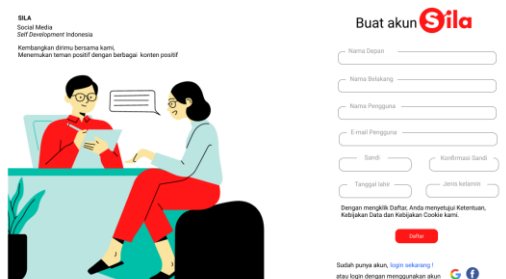 SILA
Social Media
Self Development Indonesia
Kembangkan dirimu bersama kami,
Menemukan teman positif dengan berbagai konten positif
Buat akun Sila
Nama Depan
Nama Belakang
Nama Pengguna
E-mail Pengguna
Sandi
Konfirmasi Sandi
Tanggal lahir
Jenis kelamin
Dengan mengklik Daftar, Anda menyetujui Ketentuan,
Kebijakan Data dan Kebijakan Cookie kami.
Daftar
Sudah punya akun, login sekarang !
atau login dengan menggunakan akun